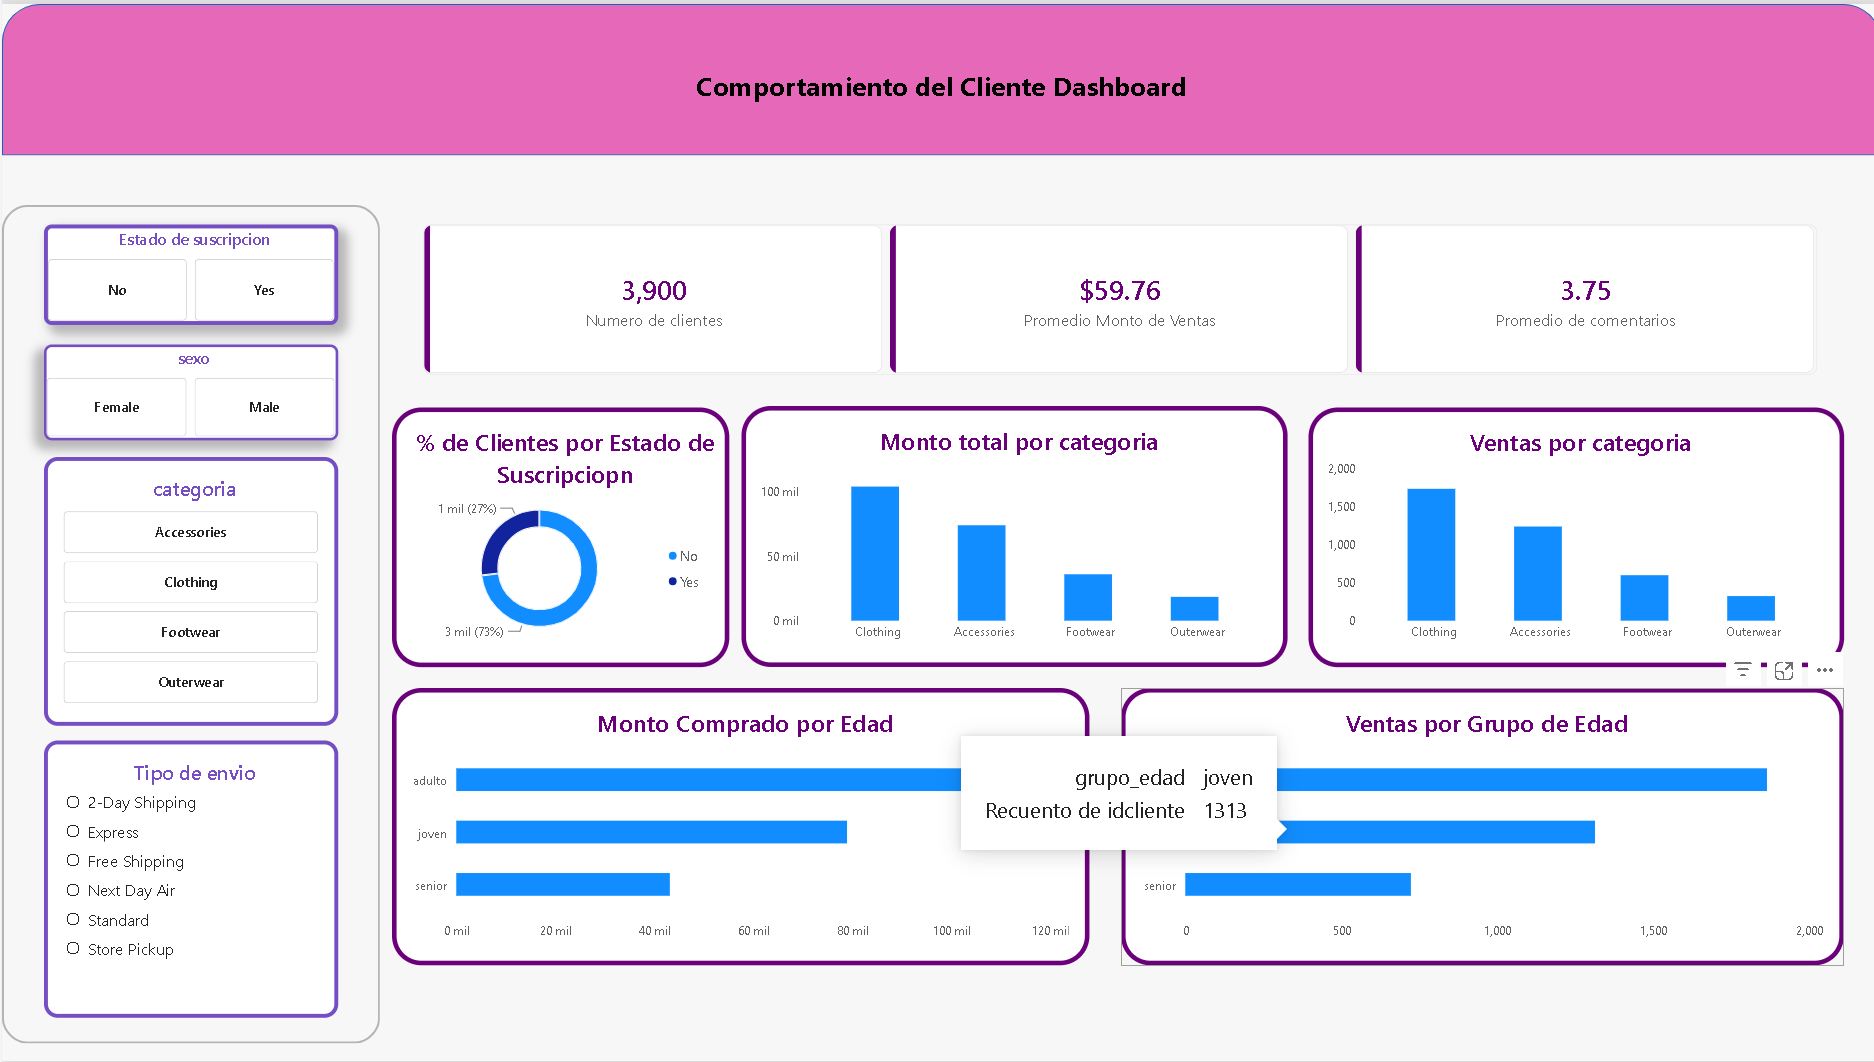 Comportamiento del Cliente Dashboard
Estado de suscripcion
No
Yes
sexo
Female
Male
categoria
Accessories
Clothing
Footwear
Outerwear
Tipo de envio
2-Day Shipping
Express
Free Shipping
Next Day Air
Standard
Store Pickup
3,900
Numero de clientes
$59.76
Promedio Monto de Ventas
3.75
Promedio de comentarios
% de Clientes por Estado de
Suscripciopn
1 mil (27%)
3 mil (73%)
No
Yes
Monto total por categoria
100 mil
50 mil
0 mil
Clothing Accessories Footwear Outerwear
Ventas por categoria
2,000
1,500
1,000
500
0
Clothing Accessories Footwear Outerwear
Monto Comprado por Edad
adulto
joven
senior
0 mil 20 mil 40 mil 60 mil 80 mil 100 mil 120 mil
Ventas por Grupo de Edad
grupo_edad joven
Recuento de idcliente 1313
senior
0 500 1,000 1,500 2,000